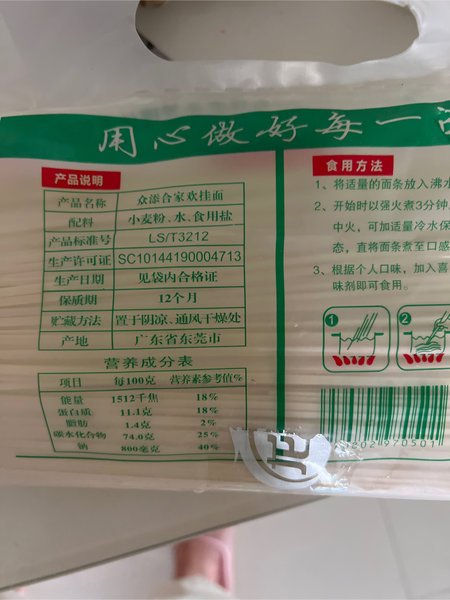 用心做好每一
产品说明
产品名称 众添合家欢挂面
配料 小麦粉、水、食用盐
产品标准号 LS/T3212
生产许可证 SC10144190004713
生产日期 见袋内合格证
保质期 12个月
贮藏方法 置于阴凉、通风干燥处
产地 广东省东莞市
营养成分表
项目 每100克 营养素参考值%
能量 1512千焦 18%
蛋白质 11.1克 18%
脂肪 1.4克 2%
碳水化合物 74.0克 25%
钠 800毫克 40%
食用方法
1、将适量的面条放入沸水
2、开始时以强火煮3分钟
中火，可加适量冷水保
态，直将面条煮至口感
3、根据个人口味，加入喜
味剂即可食用。
1 2
202970501